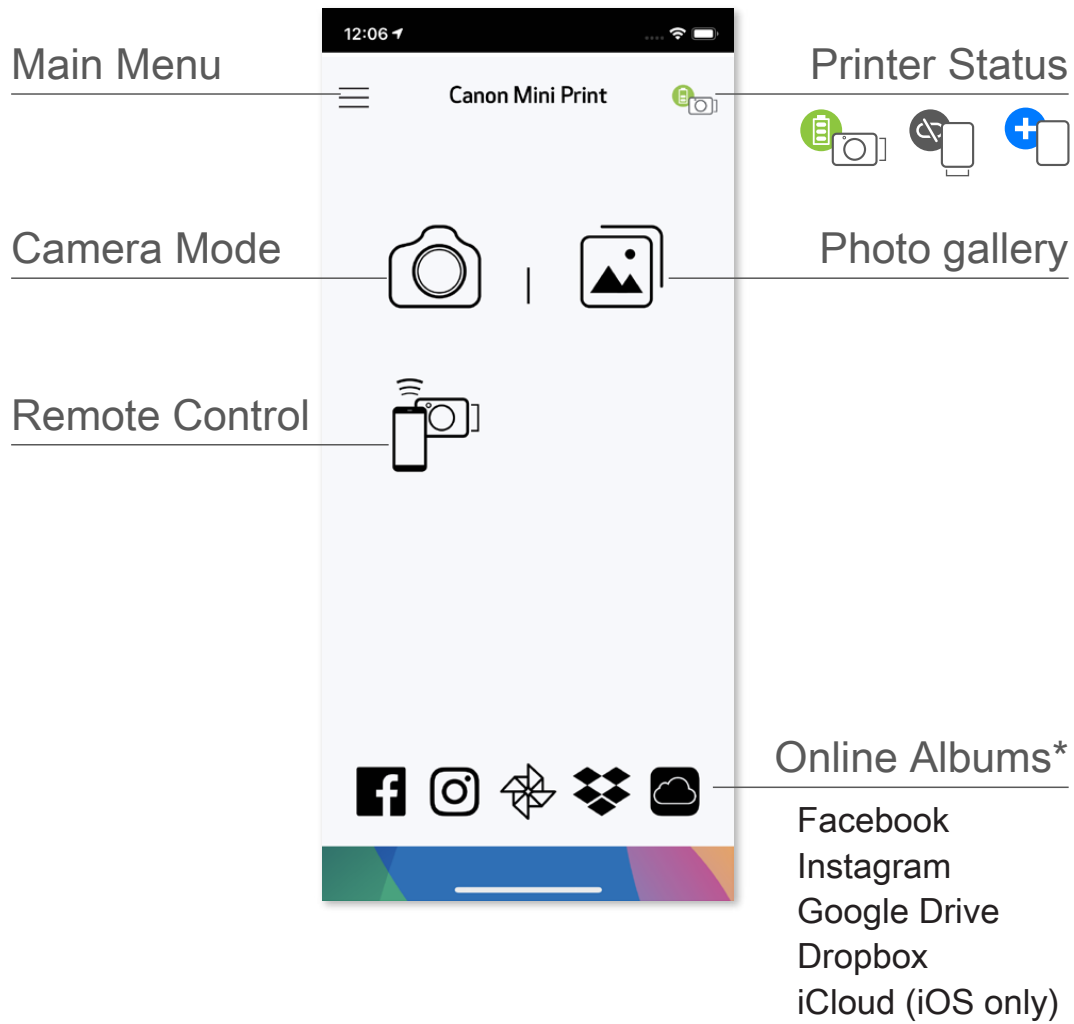 12:06
Main Menu
Canon Mini Print
Printer Status
Camera Mode
Photo gallery
Remote Control
Online Albums*
Facebook
Instagram
Google Drive
Dropbox
iCloud (iOS only)